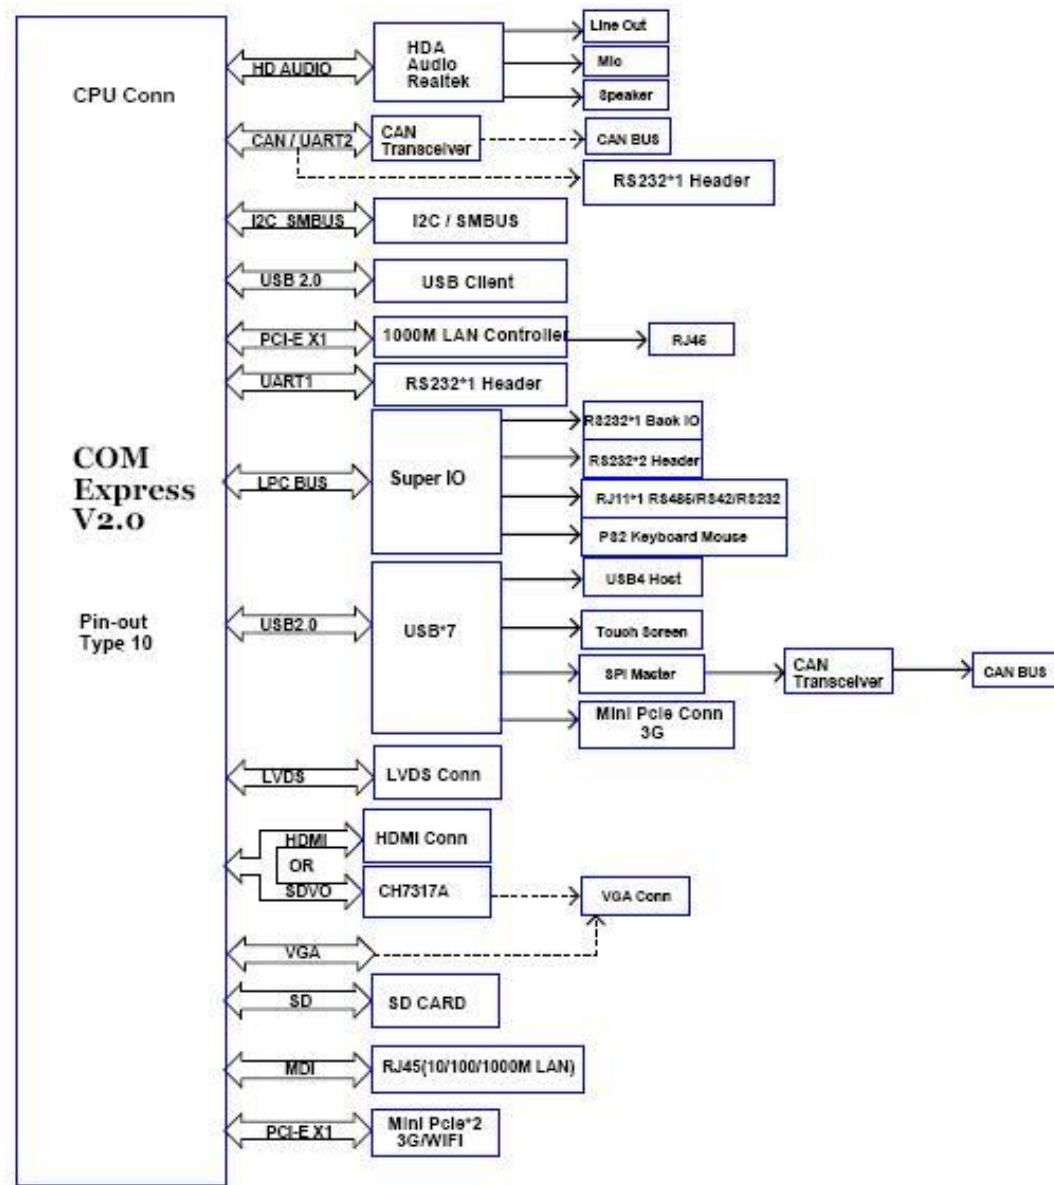 CPU Conn
COM
Express
V2.0
Pin-out
Type 10
HD AUDIO
HDA
Audio
Realtek
Line Out
Mic
Speaker
CAN / UART2
CAN
Transceiver
CAN BUS
RS232*1 Header
I2C SMBUS
I2C / SMBUS
USB 2.0
USB Client
PCI-E X1
1000M LAN Controller
RJ45
UART1
RS232*1 Header
LPC BUS
Super IO
RS232*1 Back IO
RS232*2 Header
RJ11*1 RS485/RS42/RS232
PS2 Keyboard Mouse
USB2.0
USB*7
USB4 Host
Touch Screen
SPI Master
CAN
Transceiver
CAN BUS
Mini Pcie Conn
3G
LVDS
LVDS Conn
HDMI
HDMI Conn
OR
SDVO
CH7317A
VGA Conn
VGA
SD
SD CARD
MDI
RJ45(10/100/1000M LAN)
PCI-E X1
Mini Pcie*2
3G/WIFI